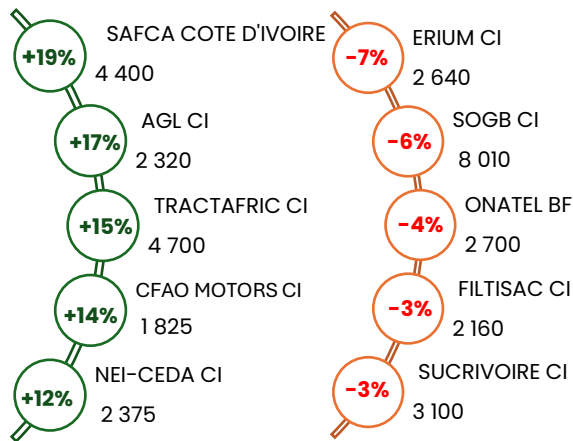 +19%
SAFCA COTE D'IVOIRE
4 400
+17%
AGL CI
2 320
+15%
TRACTAFRIC CI
4 700
+14%
CFAO MOTORS CI
1 825
+12%
NEI-CEDA CI
2 375
-7%
ERIUM CI
2 640
-6%
SOGB CI
8 010
-4%
ONATEL BF
2 700
-3%
FILTISAC CI
2 160
-3%
SUCRIVOIRE CI
3 100